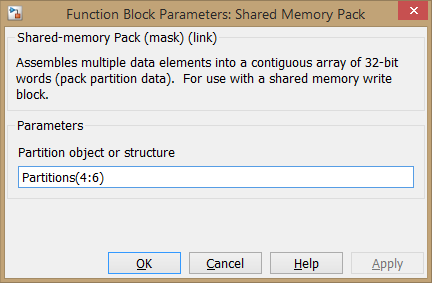 Function Block Parameters: Shared Memory Pack
Shared-memory Pack (mask) (link)
Assembles multiple data elements into a contiguous array of 32-bit
words (pack partition data).  For use with a shared memory write
block.
Parameters
Partition object or structure
Partitions(4:6)
OK Cancel Help Apply